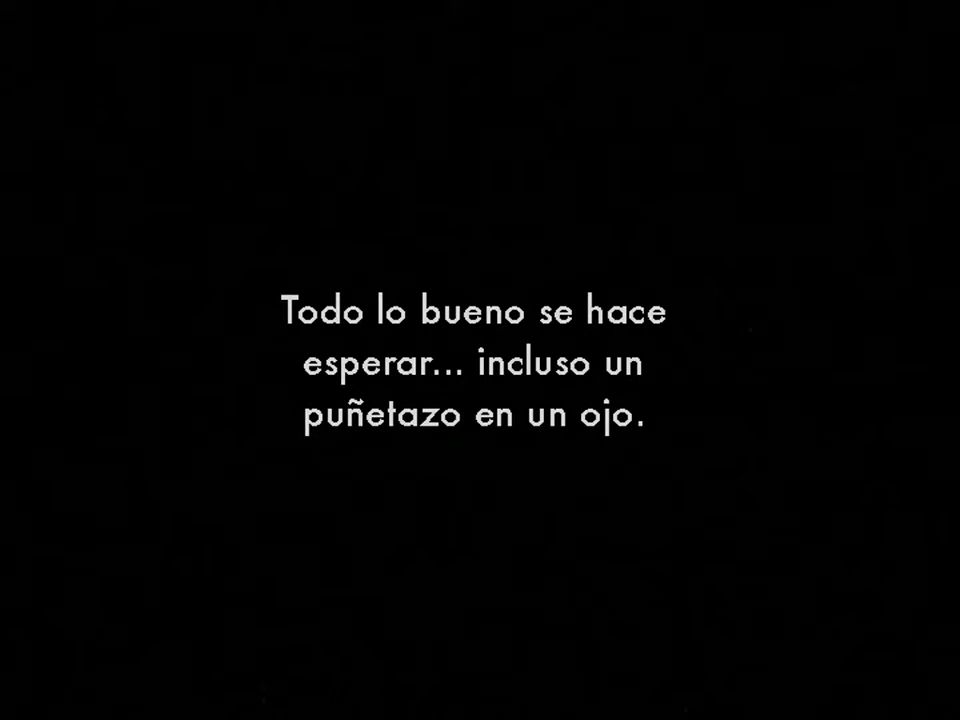 Todo lo bueno se hace
esperar... incluso un
puñetazo en un ojo.